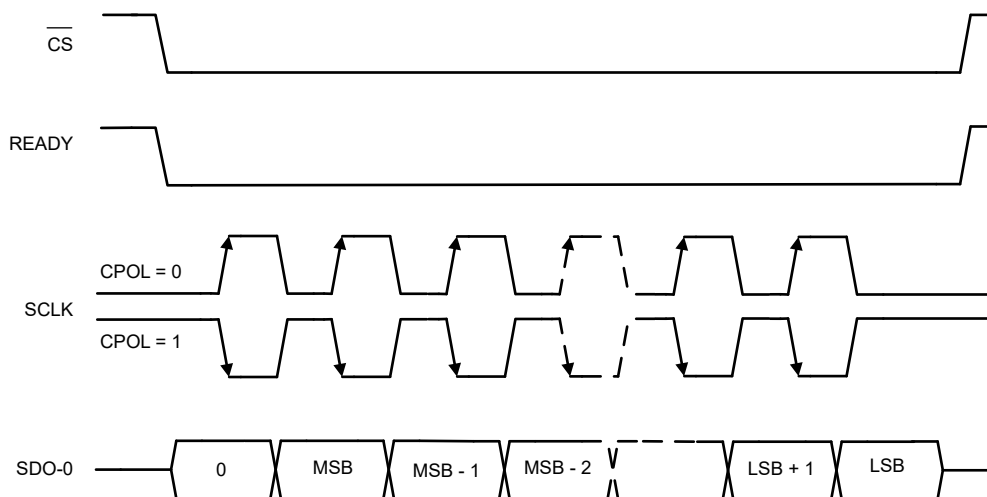 CS
READY
CPOL = 0
SCLK
CPOL = 1
SDO-0 0 MSB MSB - 1 MSB - 2 LSB + 1 LSB